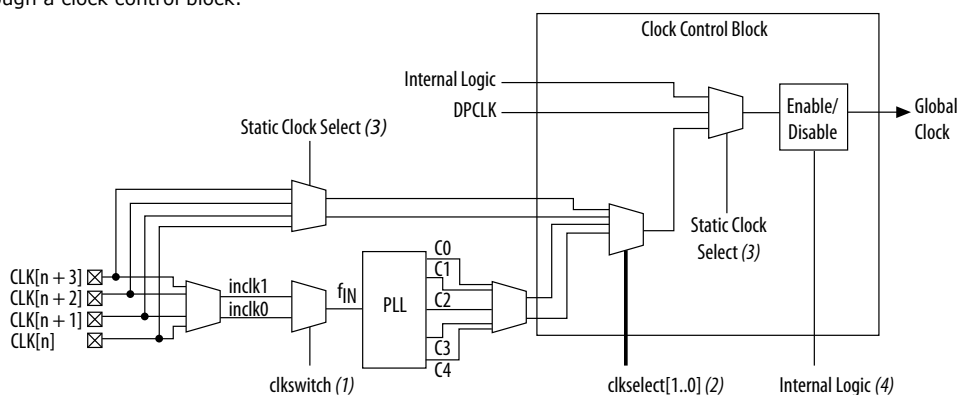 ough a clock control block.
Clock Control Block
Internal Logic
DPCLK
Enable/
Disable
Global
Clock
Static Clock Select (3)
Static Clock
Select (3)
CLK[n + 3]
CLK[n + 2]
CLK[n + 1]
CLK[n]
inclk1
inclk0
fIN
PLL
C0
C1
C2
C3
C4
clkswitch (1)
clkselect[1..0] (2)
Internal Logic (4)